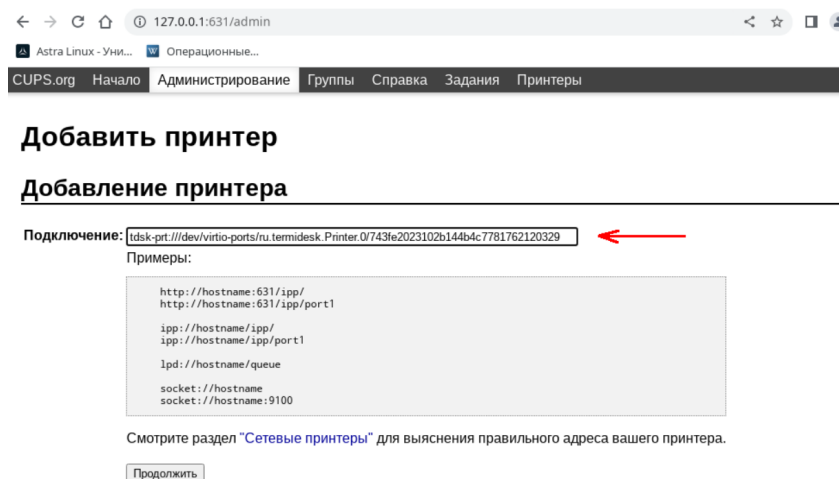 127.0.0.1:631/admin
Astra Linux - Уни... Операционные...
CUPS.org Начало Администрирование Группы Справка Задания Принтеры
Добавить принтер
Добавление принтера
Подключение: tdsk-prt:///dev/virtio-ports/ru.termidesk.Printer.0/743fe2023102b144b4c7781762120329
Примеры:
http://hostname:631/ipp/
http://hostname:631/ipp/port1
ipp://hostname/ipp/
ipp://hostname/ipp/port1
lpd://hostname/queue
socket://hostname
socket://hostname:9100
Смотрите раздел "Сетевые принтеры" для выяснения правильного адреса вашего принтера.
Продолжить